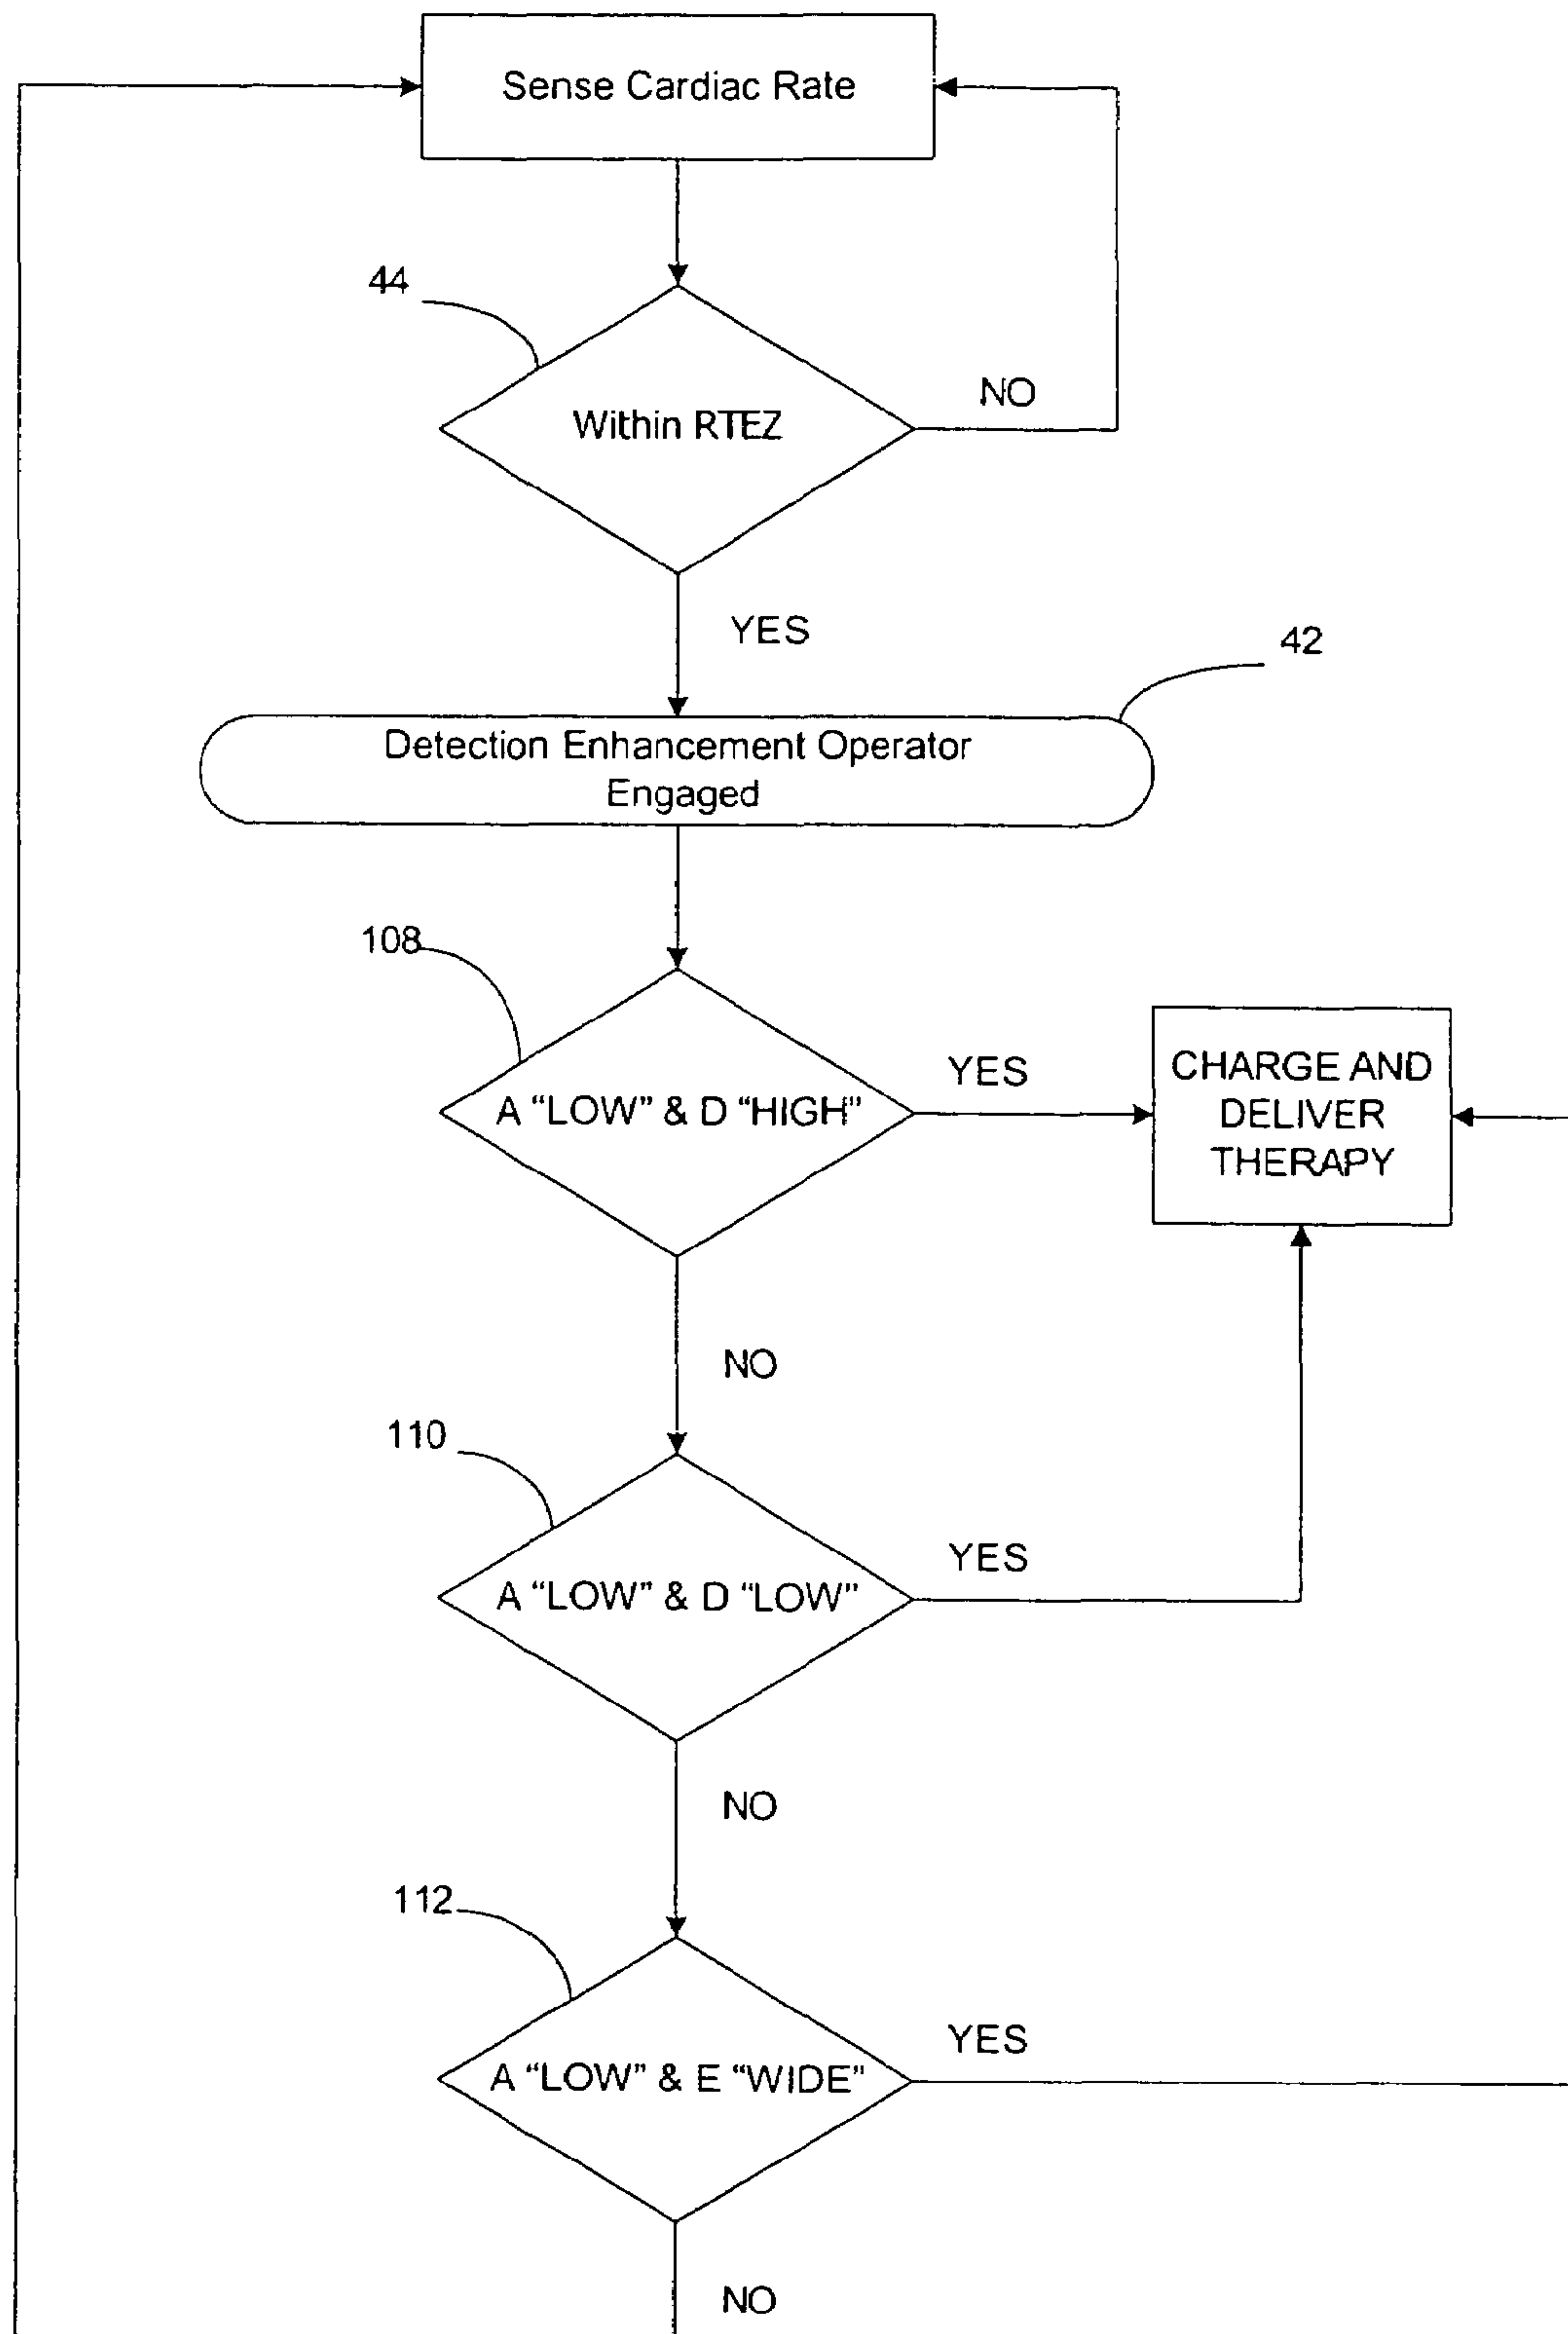 Sense Cardiac Rate
44
Within RTEZ
NO
YES
42
Detection Enhancement Operator
Engaged
108
A “LOW” & D “HIGH”
YES
CHARGE AND
DELIVER
THERAPY
NO
110
A “LOW” & D “LOW”
YES
NO
112
A “LOW” & E “WIDE”
YES
NO